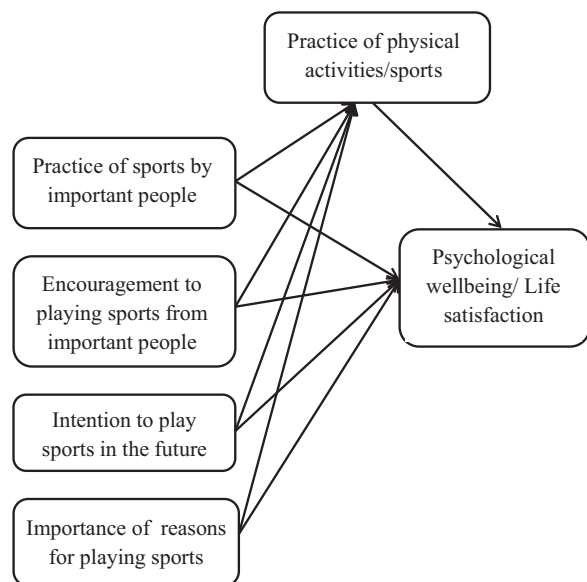 Practice of physical
activities/sports
Practice of sports by
important people
Encouragement to
playing sports from
important people
Psychological
wellbeing/ Life
satisfaction
Intention to play
sports in the future
Importance of reasons
for playing sports